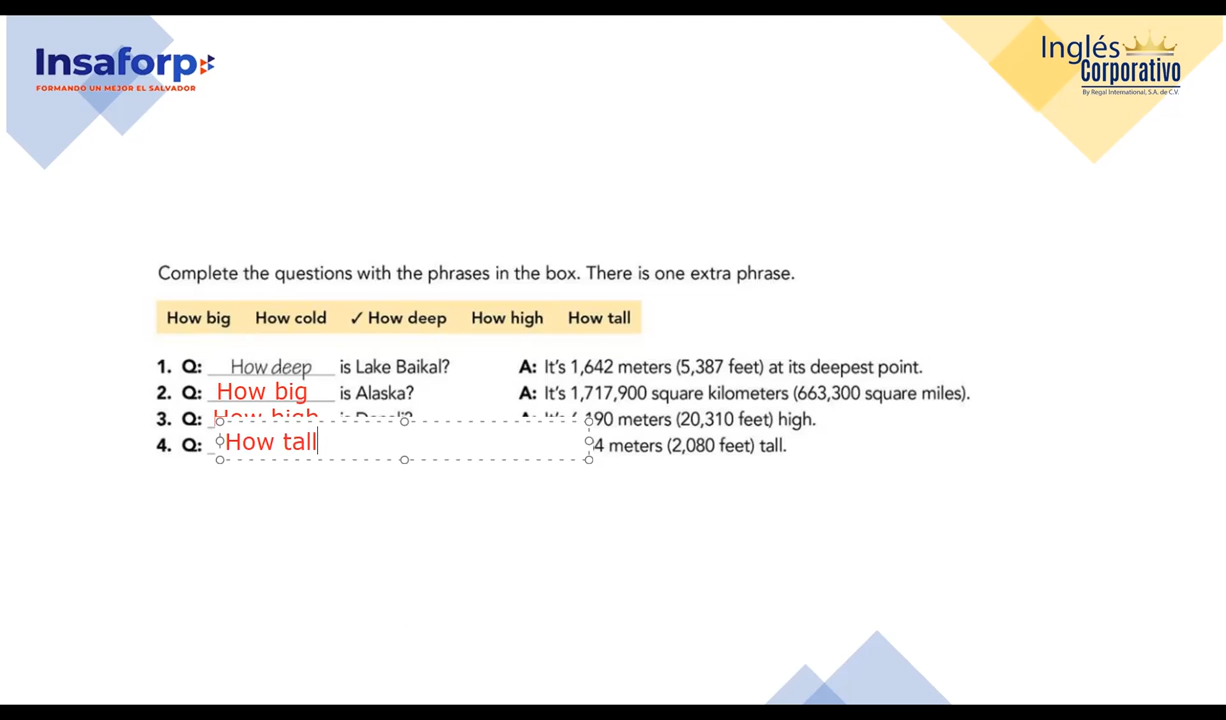 Insaforp
FORMANDO UN MEJOR EL SALVADOR
Inglés
Corporativo
By Regal International, S.A. de C.V.
Complete the questions with the phrases in the box. There is one extra phrase.
How big How cold ✓ How deep How high How tall
1. Q: How deep is Lake Baikal? A: It's 1,642 meters (5,387 feet) at its deepest point.
2. Q: How big is Alaska? A: It's 1,717,900 square kilometers (663,300 square miles).
3. Q: How high is 190 meters (20,310 feet) high.
4. Q: How tall 4 meters (2,080 feet) tall.